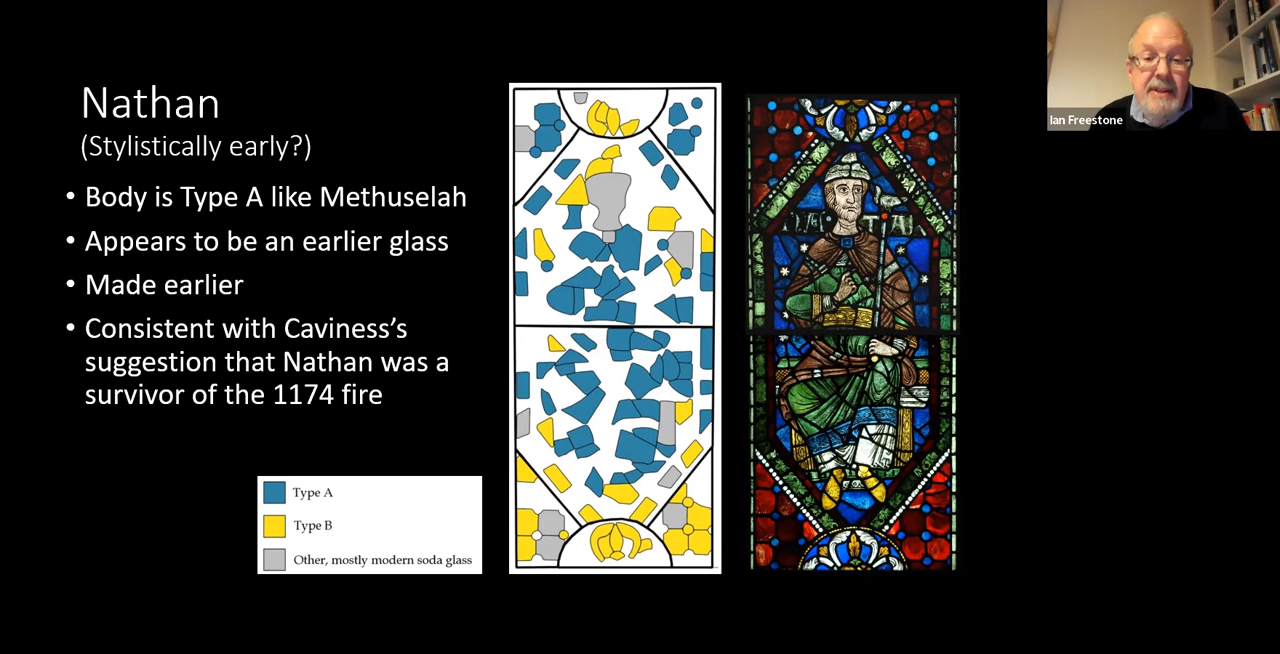 Nathan
(Stylistically early?)
• Body is Type A like Methuselah
• Appears to be an earlier glass
• Made earlier
• Consistent with Caviness's
suggestion that Nathan was a
survivor of the 1174 fire
Type A
Type B
Other, mostly modern soda glass
Ian Freestone